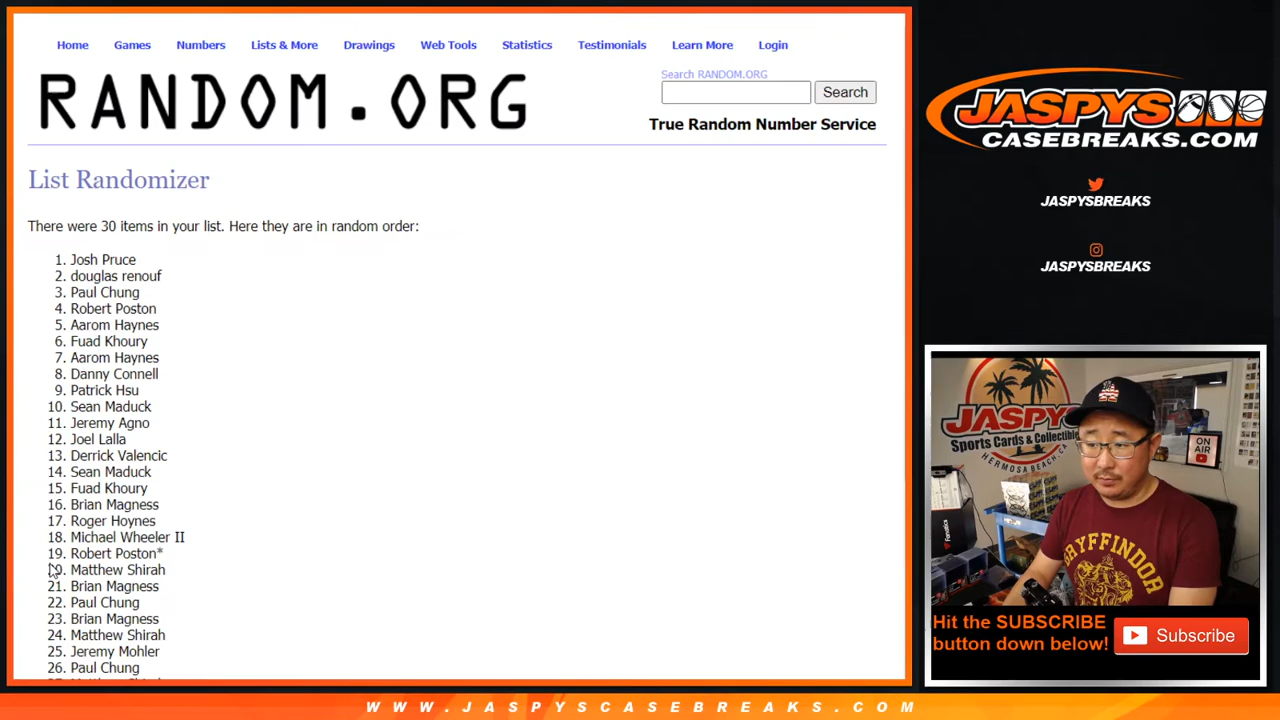 Home Games Numbers Lists & More Drawings Web Tools Statistics Testimonials Learn More Login
RANDOM.ORG
Search RANDOM.ORG
Search
True Random Number Service
List Randomizer
There were 30 items in your list. Here they are in random order:
1. Josh Pruce
2. douglas renouf
3. Paul Chung
4. Robert Poston
5. Aarom Haynes
6. Fuad Khoury
7. Aarom Haynes
8. Danny Connell
9. Patrick Hsu
10. Sean Maduck
11. Jeremy Agno
12. Joel Lalla
13. Derrick Valencic
14. Sean Maduck
15. Fuad Khoury
16. Brian Magness
17. Roger Hoynes
18. Michael Wheeler II
19. Robert Poston*
20. Matthew Shirah
21. Brian Magness
22. Paul Chung
23. Brian Magness
24. Matthew Shirah
25. Jeremy Mohler
26. Paul Chung
JASPYS
CASEBREAKS.COM
JASPYSBREAKS
JASPYSBREAKS
JASPYS
Sports Cards & Collectibles
HERMOSA BEACH, CA
ON
AIR
Fanatics
GRYFFINDOR
Hit the SUBSCRIBE
button down below!
Subscribe
WWW.JASPYSCASEBREAKS.COM